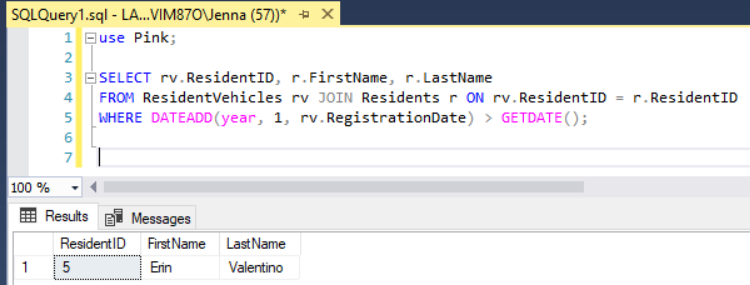 SQLQuery1.sql - LA...VIM87O\Jenna (57))*
1 use Pink;
2
3 SELECT rv.ResidentID, r.FirstName, r.LastName
4 FROM ResidentVehicles rv JOIN Residents r ON rv.ResidentID = r.ResidentID
5 WHERE DATEADD(year, 1, rv.RegistrationDate) > GETDATE();
6
7
100 %
Results Messages
ResidentID FirstName LastName
1 5 Erin Valentino